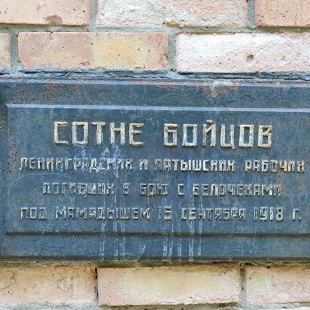 СОТНЕ БОЙЦОВ
ЛЕНИНГРАДСКИХ И ЛАТЫШСКИХ РАБОЧИХ
ПОГИБШИХ В БОЮ С БЕЛОЧЕХАМИ
ПОД МАМАДЫШЕМ 15 СЕНТЯБРЯ 1918 Г.